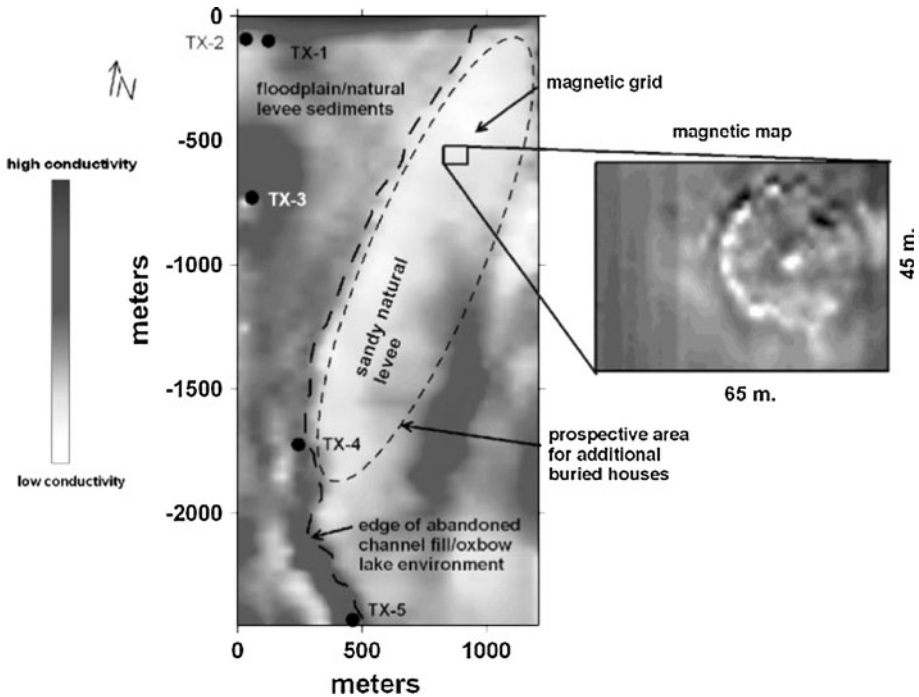 0
TX-2
TX-1
N
floodplain/natural
levee sediments
magnetic grid
-500
magnetic map
high conductivity
TX-3
45 m.
-1000
meters
sandy natural
levee
65 m.
-1500
TX-4
prospective area
for additional
buried houses
low conductivity
-2000
edge of abandoned
channel fill/oxbow
lake environment
TX-5
0
500
1000
meters